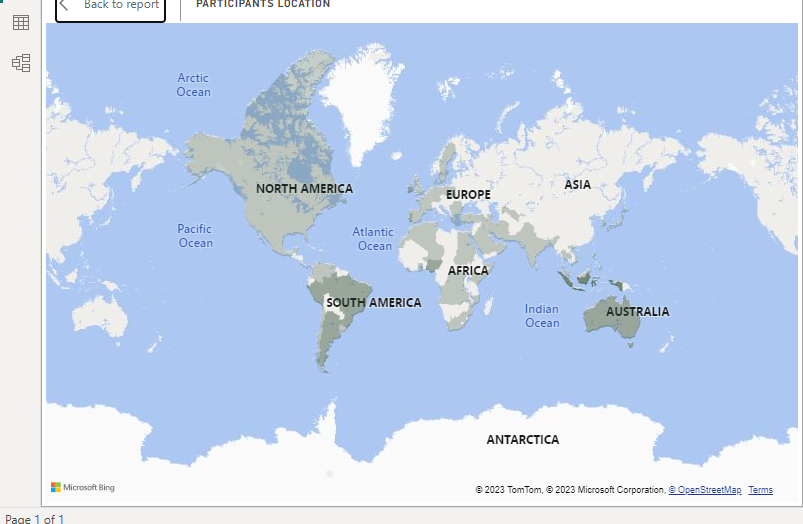 Back to report
PARTICIPANTS LOCATION
Arctic
Ocean
NORTH AMERICA
EUROPE
ASIA
Pacific
Ocean
Atlantic
Ocean
AFRICA
SOUTH AMERICA
Indian
Ocean
AUSTRALIA
ANTARCTICA
Microsoft Bing
© 2023 TomTom, © 2023 Microsoft Corporation, © OpenStreetMap Terms
Page 1 of 1